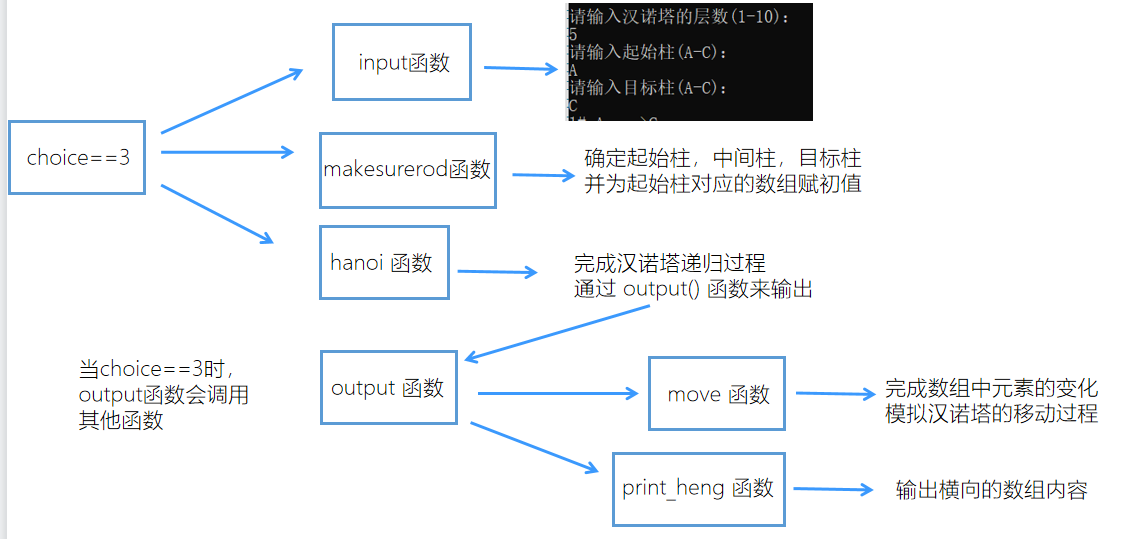 input函数
请输入汉诺塔的层数(1-10):
5
请输入起始柱(A-C):
A
请输入目标柱(A-C):
C
choice==3
makesurerod函数
确定起始柱，中间柱，目标柱
并为起始柱对应的数组赋初值
hanoi 函数
完成汉诺塔递归过程
通过 output() 函数来输出
当choice==3时，
output函数会调用
其他函数
output 函数
move 函数
完成数组中元素的变化
模拟汉诺塔的移动过程
print_heng 函数
输出横向的数组内容